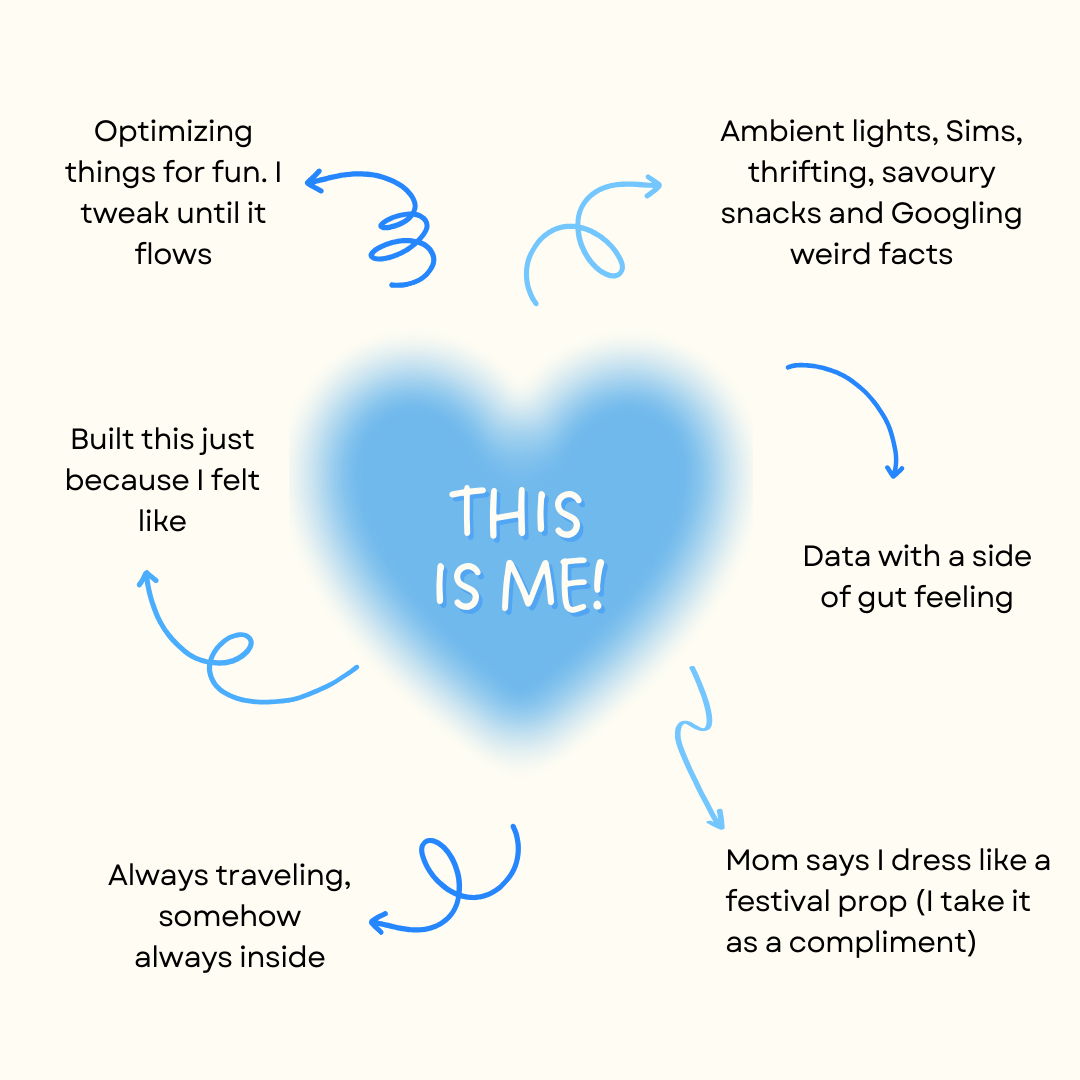 Optimizing
things for fun. I
tweak until it
flows
Ambient lights, Sims,
thrifting, savoury
snacks and Googling
weird facts
Built this just
because I felt
like
THIS
IS ME!
Data with a side
of gut feeling
Always traveling,
somehow
always inside
Mom says I dress like a
festival prop (I take it
as a compliment)